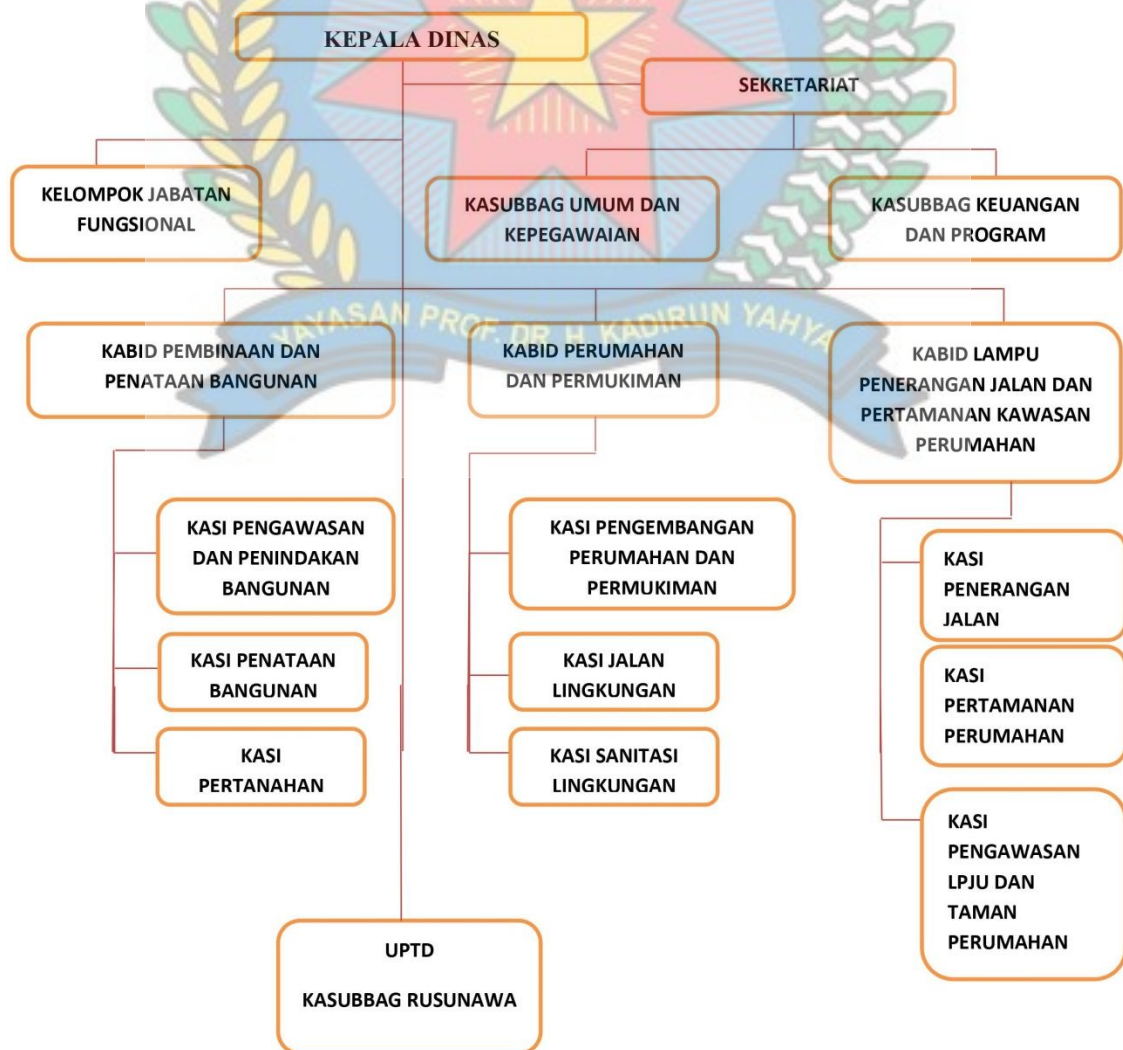 KEPALA DINAS
SEKRETARIAT
KELOMPOK JABATAN
FUNGSIONAL
KASUBBAG UMUM DAN
KEPEGAWAIAN
KASUBBAG KEUANGAN
DAN PROGRAM
YAYASAN PROF. DR. H. KADIRUN YAHYA
KABID PEMBINAAN DAN
PENATAAN BANGUNAN
KABID PERUMAHAN
DAN PERMUKIMAN
KABID LAMPU
PENERANGAN JALAN DAN
PERTAMANAN KAWASAN
PERUMAHAN
KASI PENGAWASAN
DAN PENINDAKAN
BANGUNAN
KASI PENATAAN
BANGUNAN
KASI
PERTANAHAN
KASI PENGEMBANGAN
PERUMAHAN DAN
PERMUKIMAN
KASI JALAN
LINGKUNGAN
KASI SANITASI
LINGKUNGAN
KASI
PENERANGAN
JALAN
KASI
PERTAMANAN
PERUMAHAN
KASI
PENGAWASAN
LPJU DAN
TAMAN
PERUMAHAN
UPTD
KASUBBAG RUSUNAWA